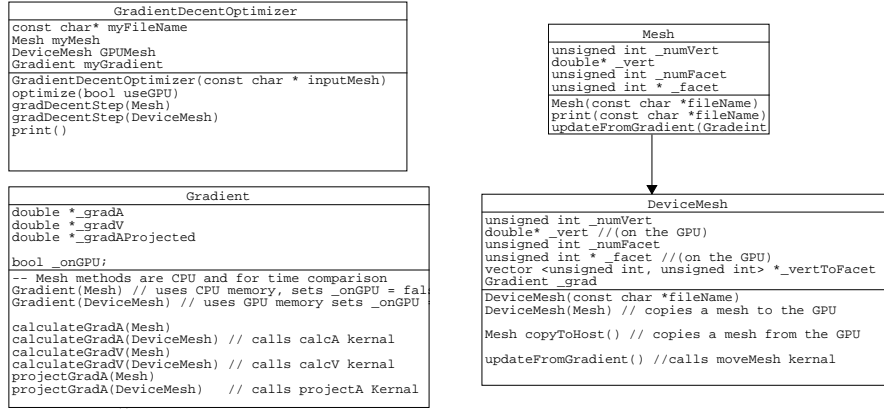 GradientDecentOptimizer
const char* myFileName
Mesh myMesh
DeviceMesh GPUMesh
Gradient myGradient
GradientDecentOptimizer(const char * inputMesh)
optimize(bool useGPU)
gradDecentStep(Mesh)
gradDecentStep(DeviceMesh)
print()
Mesh
unsigned int _numVert
double* _vert
unsigned int _numFacet
unsigned int * _facet
Mesh(const char *fileName)
print(const char *fileName)
updateFromGradient(Gradeint
Gradient
double *_gradA
double *_gradV
double *_gradAProjected
bool _onGPU;
-- Mesh methods are CPU and for time comparison
Gradient(Mesh) // uses CPU memory, sets _onGPU = fal
Gradient(DeviceMesh) // uses GPU memory sets _onGPU =
calculateGradA(Mesh)
calculateGradA(DeviceMesh) // calls calcA kernal
calculateGradV(Mesh)
calculateGradV(DeviceMesh) // calls calcV kernal
projectGradA(Mesh)
projectGradA(DeviceMesh) // calls projectA Kernal
DeviceMesh
unsigned int _numVert
double* _vert //(on the GPU)
unsigned int _numFacet
unsigned int * _facet //(on the GPU)
vector <unsigned int, unsigned int> *_vertToFacet
Gradient _grad
DeviceMesh(const char *fileName)
DeviceMesh(Mesh) // copies a mesh to the GPU
Mesh copyToHost() // copies a mesh from the GPU
updateFromGradient() //calls moveMesh kernal